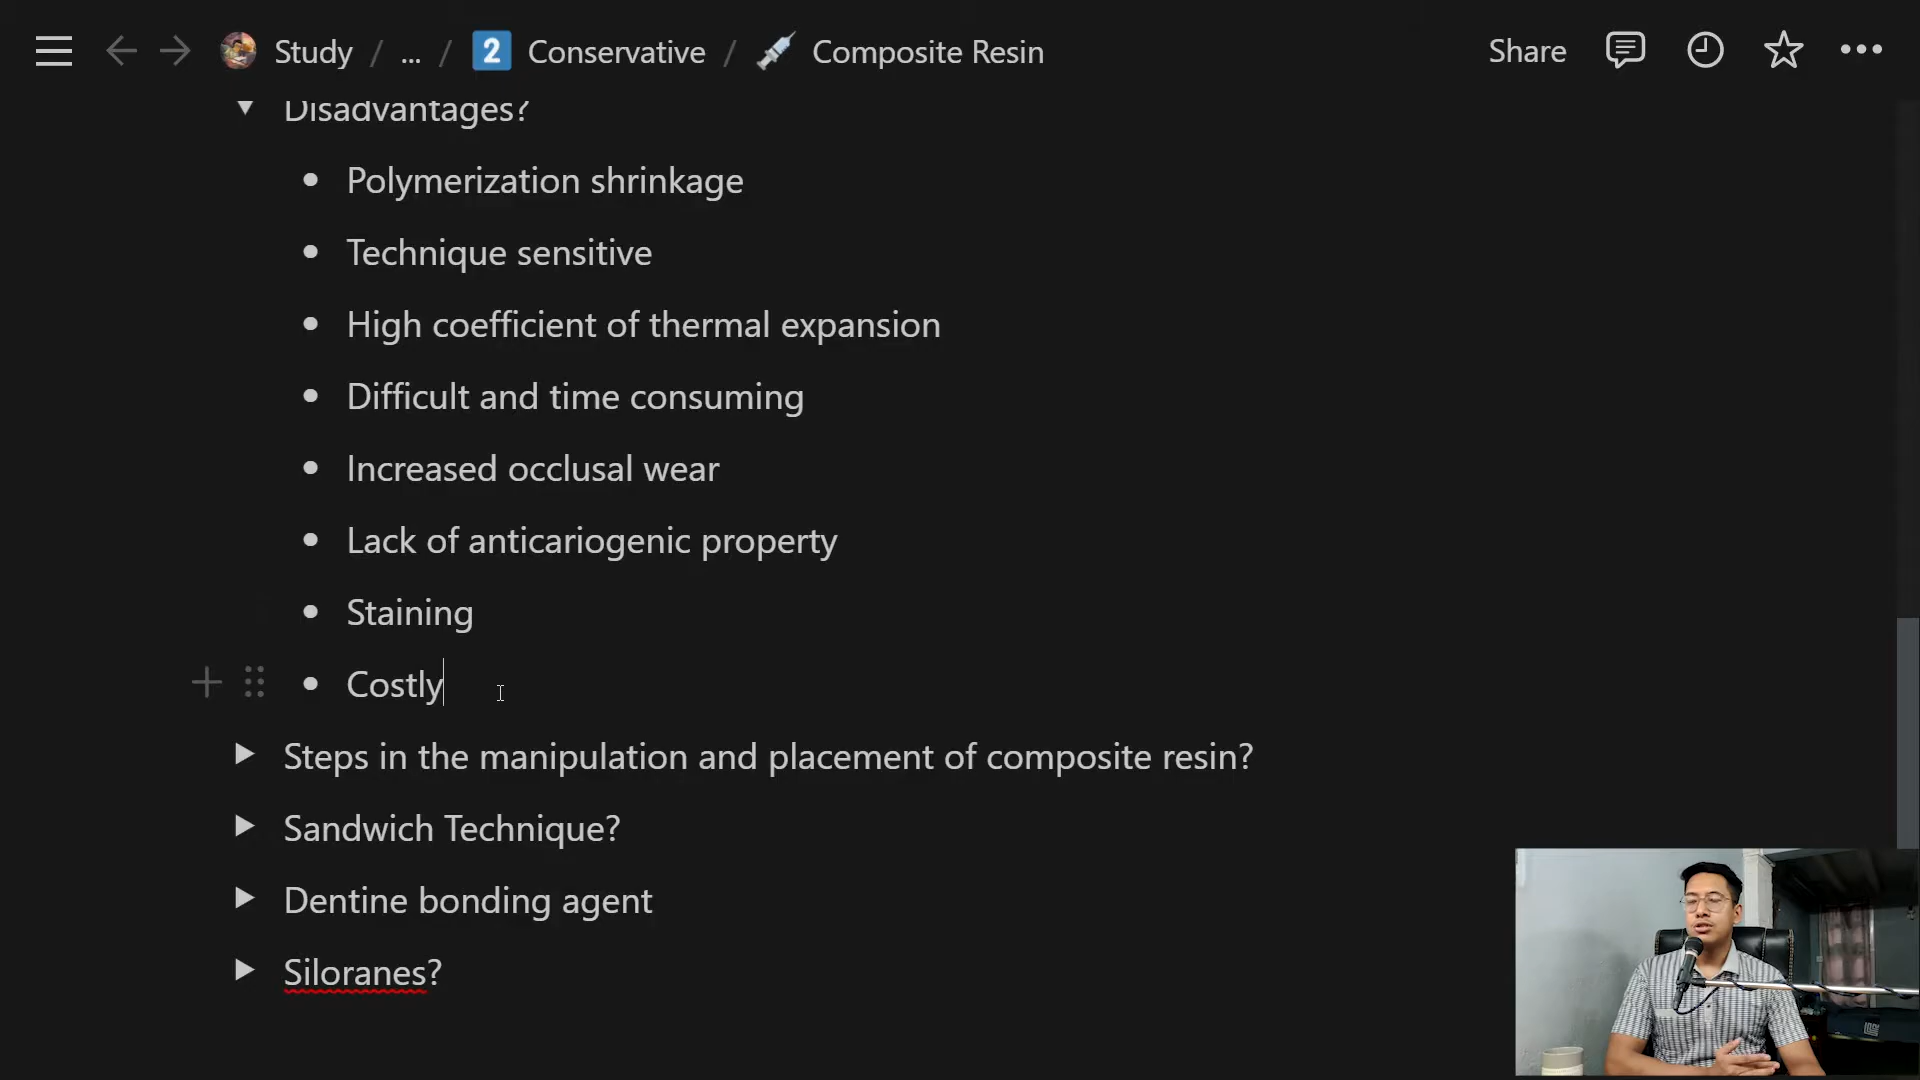 Study / ... / 2 Conservative / Composite Resin
Share
Disadvantages?
Polymerization shrinkage
Technique sensitive
High coefficient of thermal expansion
Difficult and time consuming
Increased occlusal wear
Lack of anticariogenic property
Staining
Costly
Steps in the manipulation and placement of composite resin?
Sandwich Technique?
Dentine bonding agent
Siloranes?